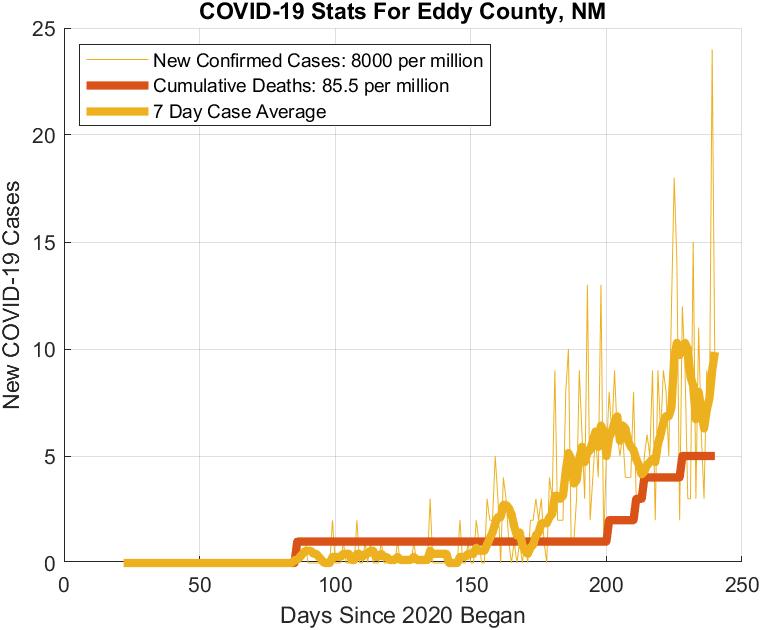 COVID-19 Stats For Eddy County, NM
New Confirmed Cases: 8000 per million
Cumulative Deaths: 85.5 per million
7 Day Case Average
New COVID-19 Cases
25
20
15
10
5
0
0 50 100 150 200 250
Days Since 2020 Began